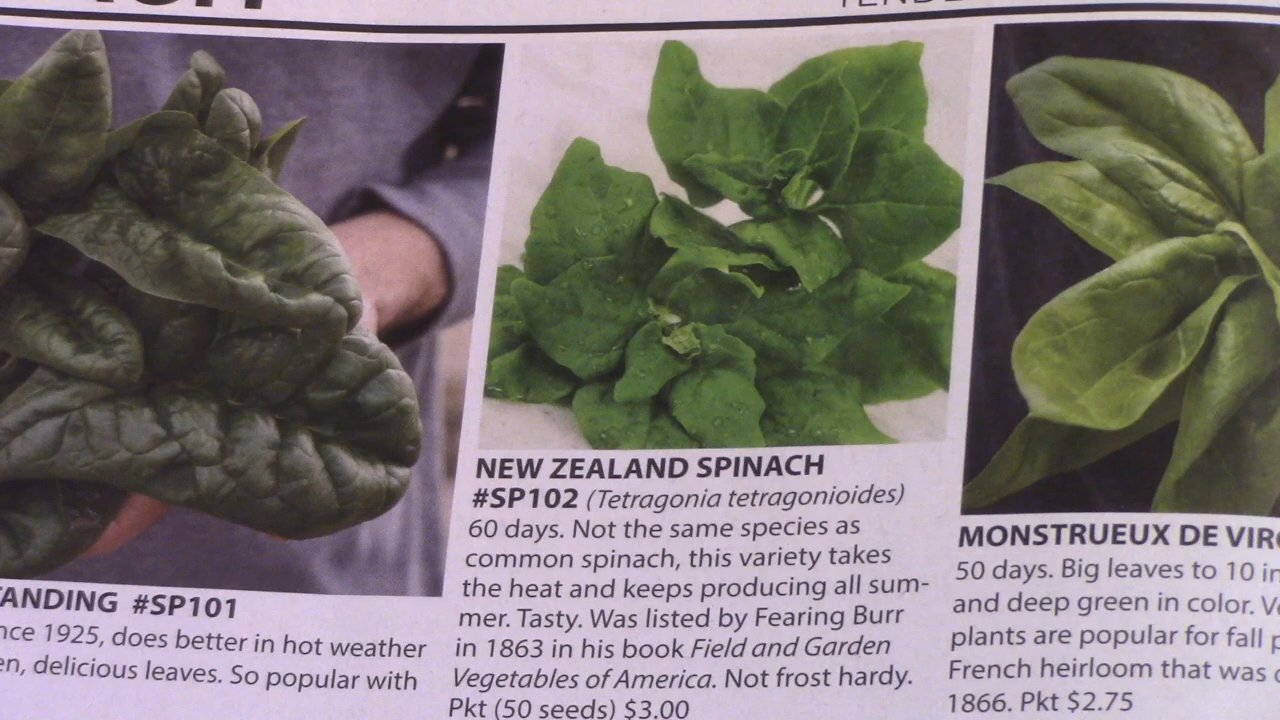 TANDING #SP101
nce 1925, does better in hot weather
en, delicious leaves. So popular with
NEW ZEALAND SPINACH
#SP102 (Tetragonia tetragonioides)
60 days. Not the same species as
common spinach, this variety takes
the heat and keeps producing all sum-
mer. Tasty. Was listed by Fearing Burr
in 1863 in his book Field and Garden
Vegetables of America. Not frost hardy.
Pkt (50 seeds) $3.00
MONSTRUEUX DE VIRO
50 days. Big leaves to 10 in
and deep green in color. V
plants are popular for fall p
French heirloom that was
1866. Pkt $2.75